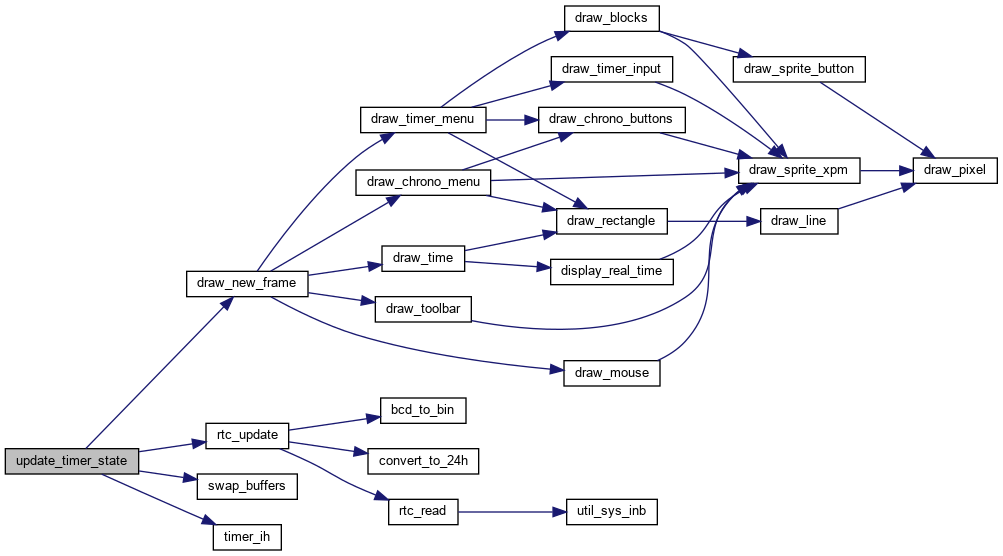 draw_blocks
draw_timer_input
draw_sprite_button
draw_timer_menu
draw_chrono_buttons
draw_chrono_menu
draw_sprite_xpm
draw_pixel
draw_rectangle
draw_line
draw_time
display_real_time
draw_new_frame
draw_toolbar
draw_mouse
bcd_to_bin
rtc_update
update_timer_state
convert_to_24h
swap_buffers
rtc_read
util_sys_inb
timer_ih